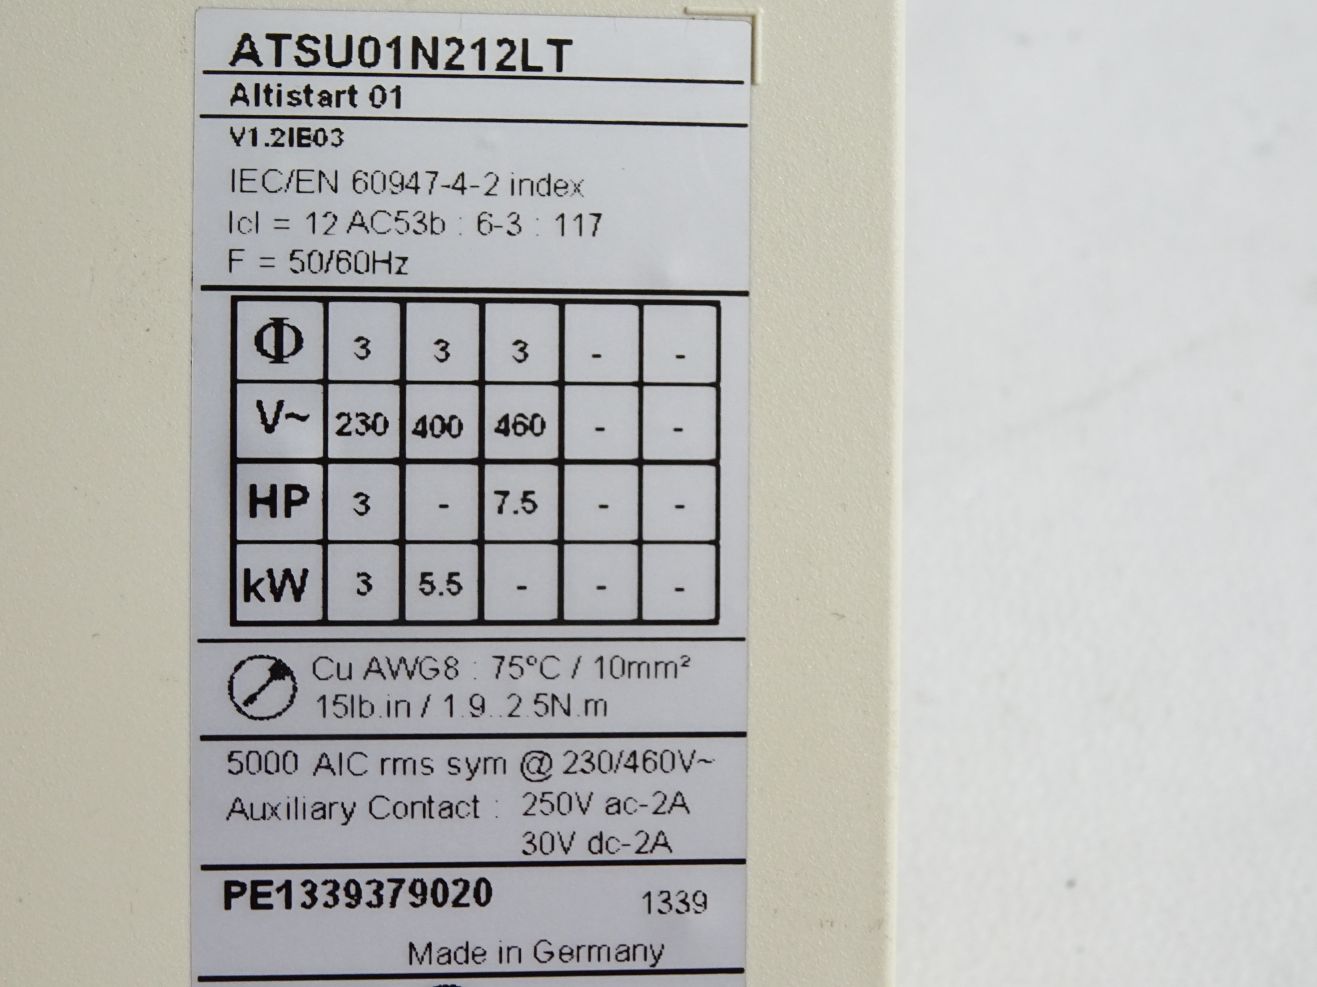 ATSU01N212LT
Altistart 01
V1.2IE03
IEC/EN 60947-4-2 index
Icl = 12 AC53b : 6-3 : 117
F = 50/60Hz
Φ 3 3 3 - -
V~ 230 400 460 - -
HP 3 - 7.5 - -
kW 3 5.5 - - -
Cu AWG8 : 75°C / 10mm²
15lb.in / 1.9..2.5N.m
5000 AIC rms sym @ 230/460V~
Auxiliary Contact : 250V ac-2A
30V dc-2A
PE1339379020 1339
Made in Germany